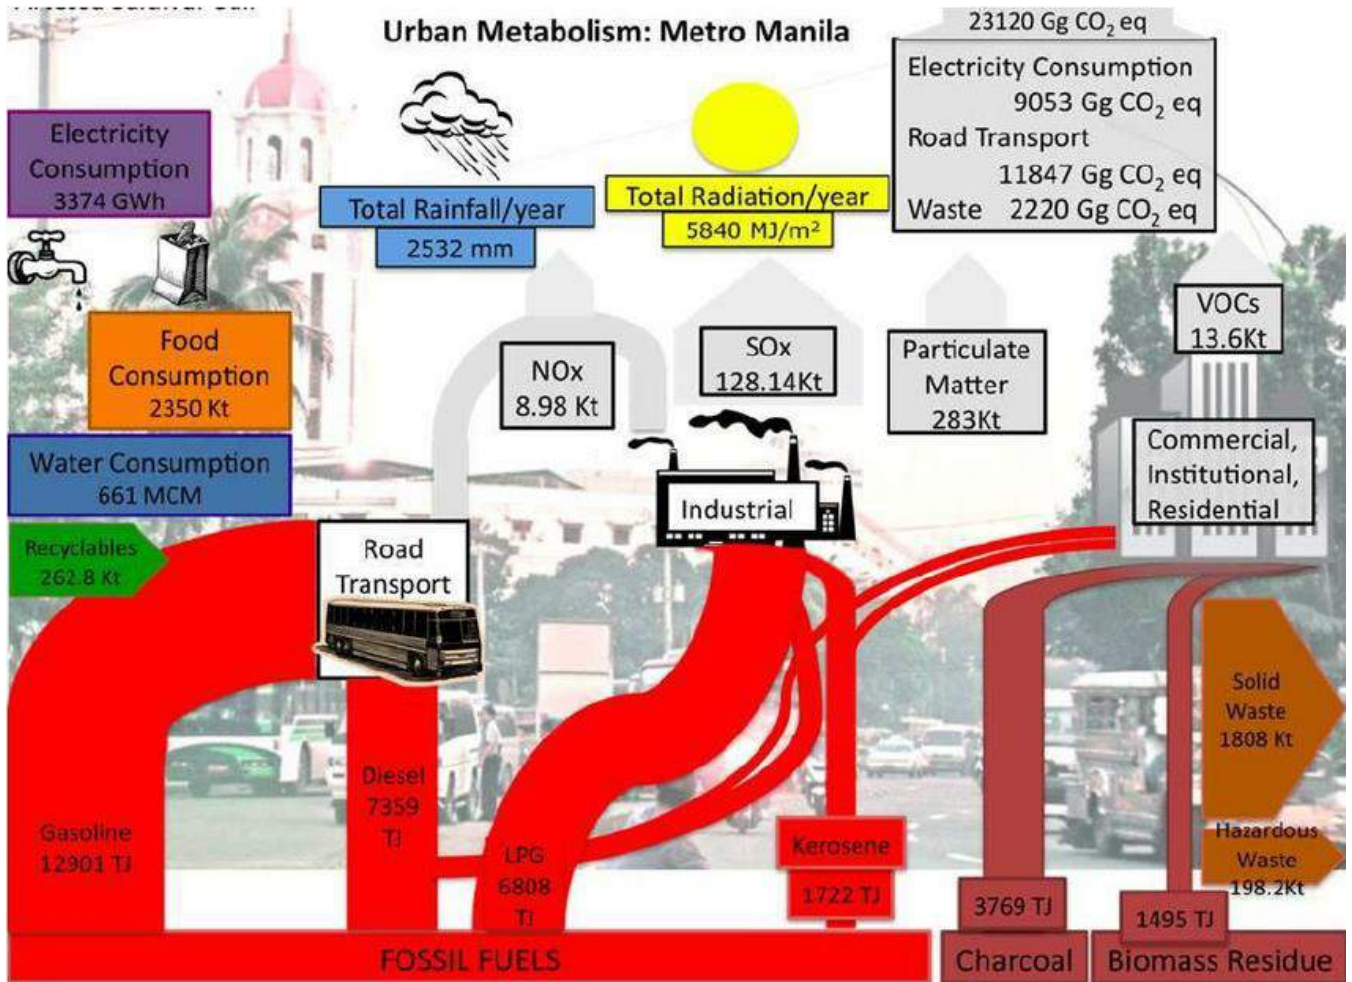 Urban Metabolism: Metro Manila
23120 Gg CO₂ eq
Electricity Consumption
9053 Gg CO₂ eq
Road Transport
11847 Gg CO₂ eq
Waste 2220 Gg CO₂ eq
Electricity
Consumption
3374 GWh
Total Rainfall/year
2532 mm
Total Radiation/year
5840 MJ/m²
Food
Consumption
2350 Kt
Water Consumption
661 MCM
Recyclables
262.8 Kt
NOx
8.98 Kt
SOx
128.14Kt
Particulate
Matter
283Kt
VOCs
13.6Kt
Commercial,
Institutional,
Residential
Industrial
Road
Transport
Solid
Waste
1808 Kt
Hazardous
Waste
198.2Kt
Gasoline
12901 TJ
Diesel
7359
TJ
LPG
6808
TJ
Kerosene
1722 TJ
3769 TJ
1495 TJ
FOSSIL FUELS
Charcoal
Biomass Residue